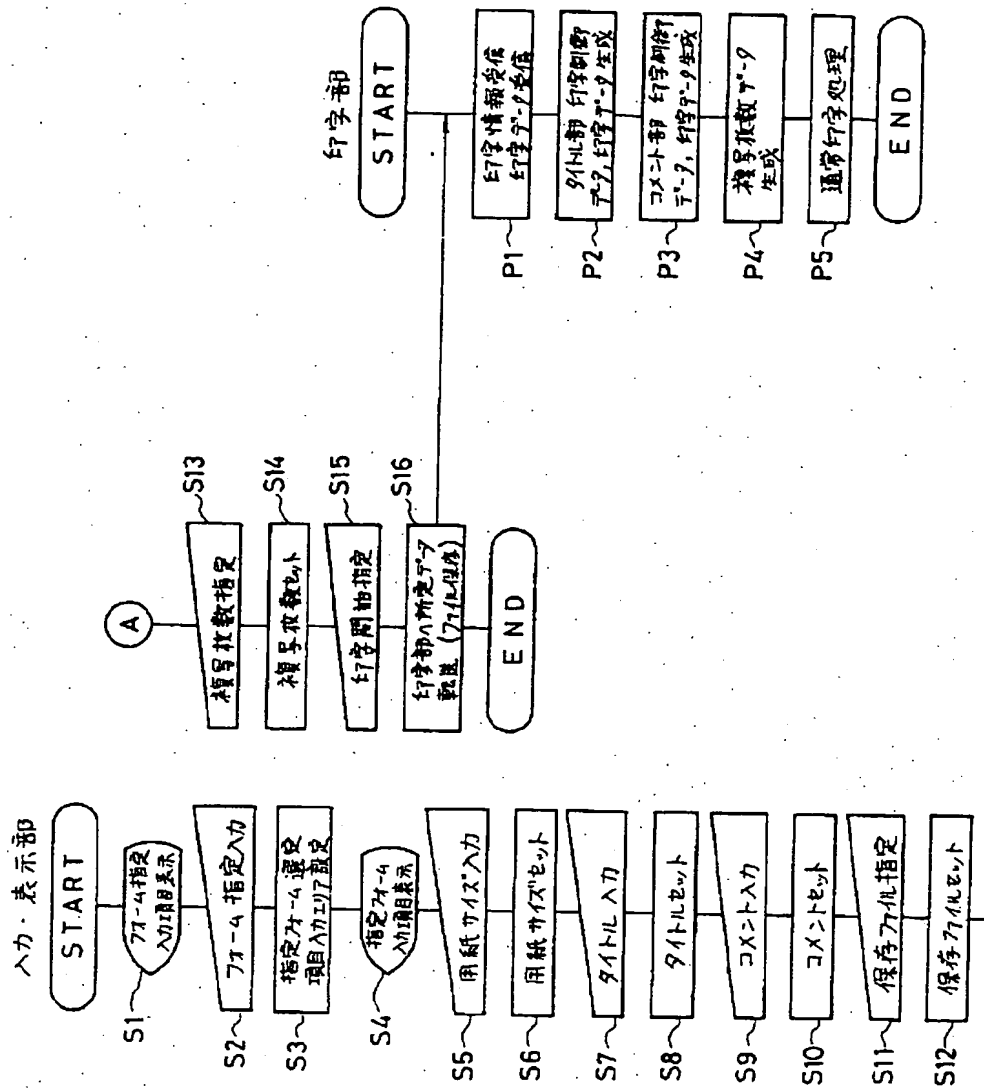 入力・表示部
START
S1
フォーム指定
入力項目表示
S2
フォーム指定入力
S3
指定フォーム選定
項目入力エリア設定
S4
指定フォーム
入力項目表示
S5
用紙サイズ入力
S6
用紙サイズセット
S7
タイトル入力
S8
タイトルセット
S9
コメント入力
S10
コメントセット
S11
保存ファイル指定
S12
保存ファイルセット
A
複写枚数指定
S13
複写枚数セット
S14
印字開始指定
S15
印字部へ所定データ
転送(ファイル保存)
S16
END
印字部
START
P1
印字情報受信
印字データ受信
P2
タイトル部 印字制御
データ,印字データ生成
P3
コメント部 印字制御
データ,印字データ生成
P4
複写枚数データ
生成
P5
通常印字処理
END